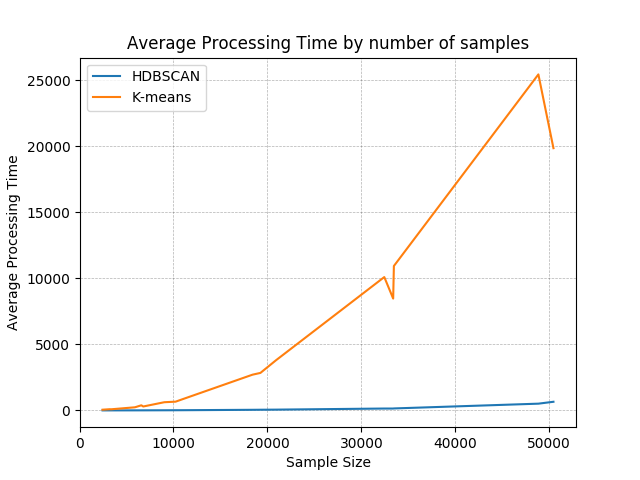 Average Processing Time by number of samples
HDBSCAN
K-means
25000
20000
15000
10000
5000
0
Average Processing Time
0
10000
20000
30000
40000
50000
Sample Size